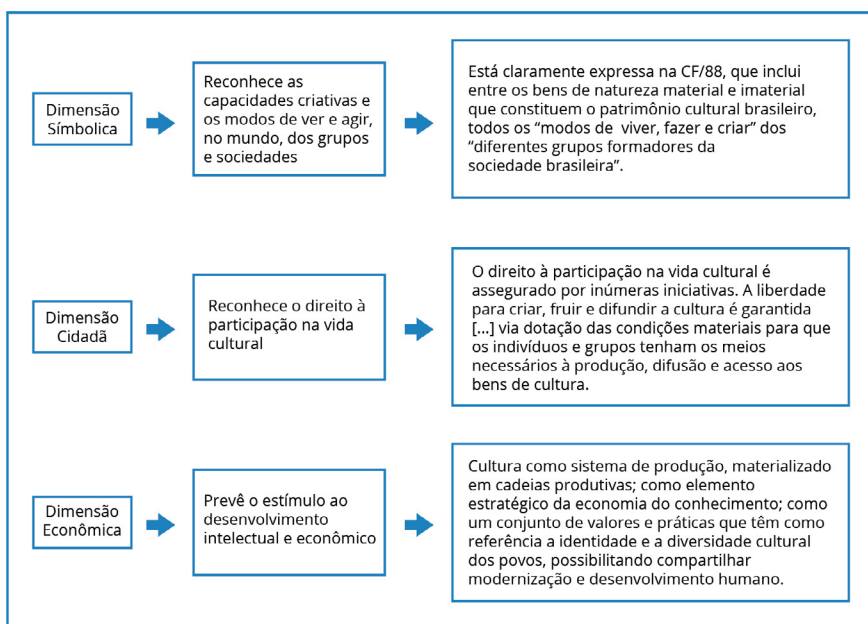 Dimensão
Símbolica
Reconhece as
capacidades criativas e
os modos de ver e agir,
no mundo, dos grupos
e sociedades
Está claramente expressa na CF/88, que inclui
entre os bens de natureza material e imaterial
que constituem o patrimônio cultural brasileiro,
todos os “modos de viver, fazer e criar” dos
“diferentes grupos formadores da
sociedade brasileira”.
Dimensão
Cidadã
Reconhece o direito à
participação na vida
cultural
O direito à participação na vida cultural é
assegurado por inúmeras iniciativas. A liberdade
para criar, fruir e difundir a cultura é garantida
[...] via dotação das condições materiais para que
os indivíduos e grupos tenham os meios
necessários à produção, difusão e acesso aos
bens de cultura.
Dimensão
Econômica
Prevê o estímulo ao
desenvolvimento
intelectual e econômico
Cultura como sistema de produção, materializado
em cadeias produtivas; como elemento
estratégico da economia do conhecimento; como
um conjunto de valores e práticas que têm como
referência a identidade e a diversidade cultural
dos povos, possibilitando compartilhar
modernização e desenvolvimento humano.